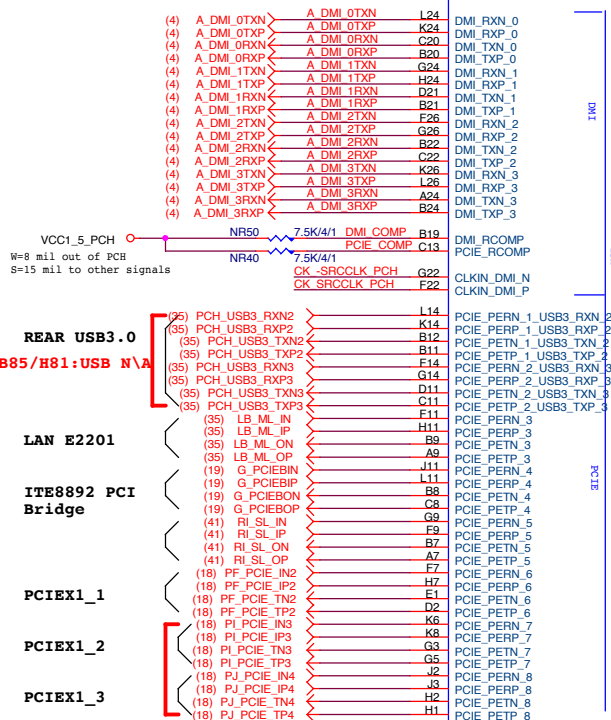 (4) A_DMI_0TXN A_DMI_0TXN L24 DMI_RXN_0
(4) A_DMI_0TXP A_DMI_0TXP K24 DMI_RXP_0
(4) A_DMI_0RXN A_DMI_0RXN C20 DMI_TXN_0
(4) A_DMI_0RXP A_DMI_0RXP B20 DMI_TXP_0
(4) A_DMI_1TXN A_DMI_1TXN G24 DMI_RXN_1
(4) A_DMI_1TXP A_DMI_1TXP H24 DMI_RXP_1
(4) A_DMI_1RXN A_DMI_1RXN D21 DMI_TXN_1
(4) A_DMI_1RXP A_DMI_1RXP B21 DMI_TXP_1
(4) A_DMI_2TXN A_DMI_2TXN F26 DMI_RXN_2
(4) A_DMI_2TXP A_DMI_2TXP G26 DMI_RXP_2
(4) A_DMI_2RXN A_DMI_2RXN B22 DMI_TXN_2
(4) A_DMI_2RXP A_DMI_2RXP C22 DMI_TXP_2
(4) A_DMI_3TXN A_DMI_3TXN K26 DMI_RXN_3
(4) A_DMI_3TXP A_DMI_3TXP L26 DMI_RXP_3
(4) A_DMI_3RXN A_DMI_3RXN A24 DMI_TXN_3
(4) A_DMI_3RXP A_DMI_3RXP B24 DMI_TXP_3
DMI
VCC1_5_PCH NR50 7.5K/4/1 DMI_COMP B19 DMI_RCOMP
NR40 7.5K/4/1 PCIE_COMP C13 PCIE_RCOMP
W=8 mil out of PCH
S=15 mil to other signals
CK_-SRCCLK_PCH G22 CLKIN_DMI_N
CK_SRCCLK_PCH F22 CLKIN_DMI_P
(35) PCH_USB3_RXN2 L14 PCIE_PERN_1_USB3_RXN_2
(35) PCH_USB3_RXP2 K14 PCIE_PERP_1_USB3_RXP_2
REAR USB3.0
(35) PCH_USB3_TXN2 B12 PCIE_PETN_1_USB3_TXN_2
(35) PCH_USB3_TXP2 B11 PCIE_PETP_1_USB3_TXP_2
B85/H81:USB N\A
(35) PCH_USB3_RXN3 F14 PCIE_PERN_2_USB3_RXN_3
(35) PCH_USB3_RXP3 G14 PCIE_PERP_2_USB3_RXP_3
(35) PCH_USB3_TXN3 D11 PCIE_PETN_2_USB3_TXN_3
(35) PCH_USB3_TXP3 C11 PCIE_PETP_2_USB3_TXP_3
(35) LB_ML_IN F11 PCIE_PERN_3
(35) LB_ML_IP H11 PCIE_PERP_3
LAN E2201
(35) LB_ML_ON B9 PCIE_PETN_3
(35) LB_ML_OP A9 PCIE_PETP_3
(19) G_PCIEBIN J11 PCIE_PERN_4
(19) G_PCIEBIP L11 PCIE_PERP_4
ITE8892 PCI
Bridge
(19) G_PCIEBON B8 PCIE_PETN_4
(19) G_PCIEBOP C8 PCIE_PETP_4
PCIE
(41) RI_SL_IN G9 PCIE_PERN_5
(41) RI_SL_IP F9 PCIE_PERP_5
(41) RI_SL_ON B7 PCIE_PETN_5
(41) RI_SL_OP A7 PCIE_PETP_5
(18) PF_PCIE_IN2 F7 PCIE_PERN_6
(18) PF_PCIE_IP2 H7 PCIE_PERP_6
PCIEX1_1
(18) PF_PCIE_TN2 E1 PCIE_PETN_6
(18) PF_PCIE_TP2 D2 PCIE_PETP_6
(18) PI_PCIE_IN3 K6 PCIE_PERN_7
(18) PI_PCIE_IP3 K8 PCIE_PERP_7
PCIEX1_2
(18) PI_PCIE_TN3 G3 PCIE_PETN_7
(18) PI_PCIE_TP3 G5 PCIE_PETP_7
(18) PJ_PCIE_IN4 J2 PCIE_PERN_8
(18) PJ_PCIE_IP4 J3 PCIE_PERP_8
PCIEX1_3
(18) PJ_PCIE_TN4 H2 PCIE_PETN_8
(18) PJ_PCIE_TP4 H1 PCIE_PETP_8